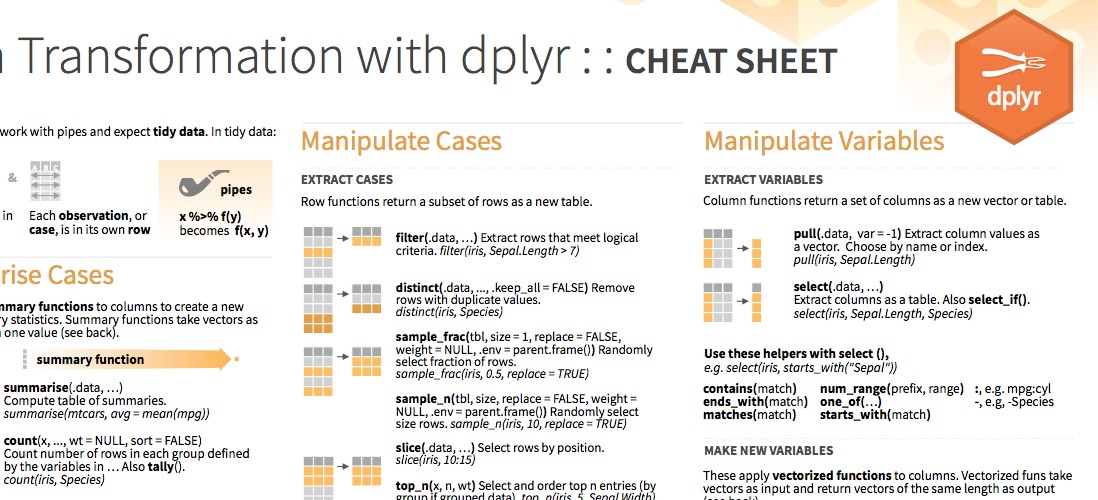 Transformation with dplyr : : CHEAT SHEET
dplyr
work with pipes and expect tidy data. In tidy data:
A B C
&
pipes
in
Each observation, or
case, is in its own row
x %>% f(y)
becomes f(x, y)
rise Cases
mmary functions to columns to create a new
ry statistics. Summary functions take vectors as
one value (see back).
summary function
summarise(.data, …)
Compute table of summaries.
summarise(mtcars, avg = mean(mpg))
count(x, ..., wt = NULL, sort = FALSE)
Count number of rows in each group defined
by the variables in … Also tally().
count(iris, Species)
Manipulate Cases
EXTRACT CASES
Row functions return a subset of rows as a new table.
filter(.data, …) Extract rows that meet logical
criteria. filter(iris, Sepal.Length > 7)
distinct(.data, ..., .keep_all = FALSE) Remove
rows with duplicate values.
distinct(iris, Species)
sample_frac(tbl, size = 1, replace = FALSE,
weight = NULL, .env = parent.frame()) Randomly
select fraction of rows.
sample_frac(iris, 0.5, replace = TRUE)
sample_n(tbl, size, replace = FALSE, weight =
NULL, .env = parent.frame()) Randomly select
size rows. sample_n(iris, 10, replace = TRUE)
slice(.data, …) Select rows by position.
slice(iris, 10:15)
top_n(x, n, wt) Select and order top n entries (by
group if grouped data). top_n(iris, 5, Sepal.Width)
Manipulate Variables
EXTRACT VARIABLES
Column functions return a set of columns as a new vector or table.
pull(.data, var = -1) Extract column values as
a vector. Choose by name or index.
pull(iris, Sepal.Length)
select(.data, …)
Extract columns as a table. Also select_if().
select(iris, Sepal.Length, Species)
Use these helpers with select (),
e.g. select(iris, starts_with("Sepal"))
contains(match) num_range(prefix, range) :, e.g. mpg:cyl
ends_with(match) one_of(…) -, e.g, -Species
matches(match) starts_with(match)
MAKE NEW VARIABLES
These apply vectorized functions to columns. Vectorized funs take
vectors as input and return vectors of the same length as output
(see back).